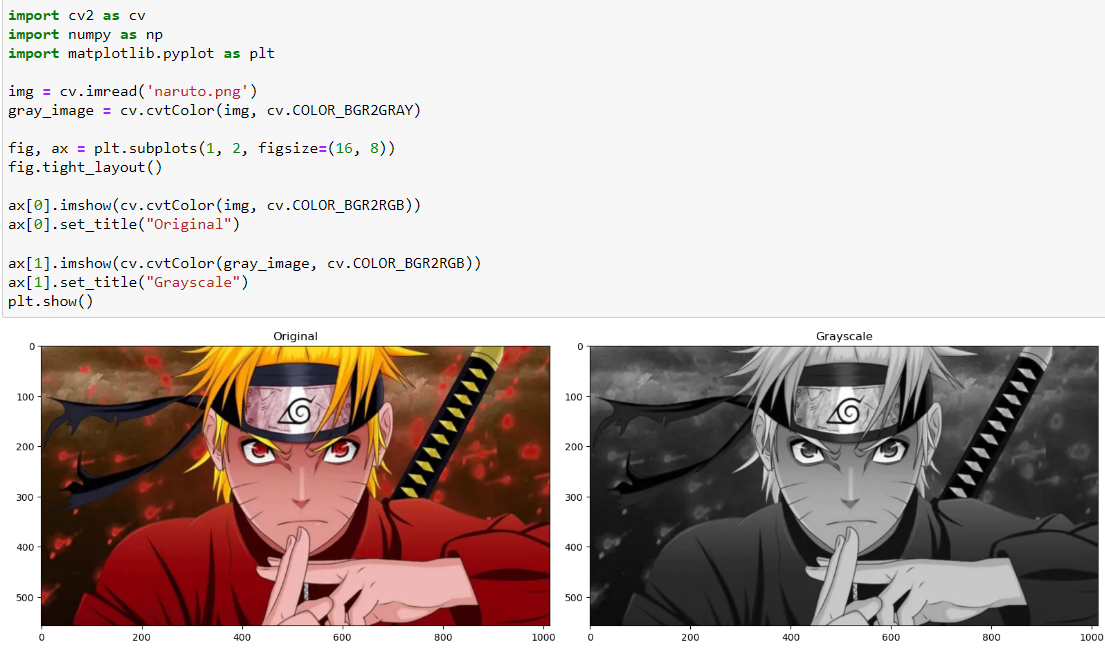 import cv2 as cv
import numpy as np
import matplotlib.pyplot as plt
img = cv.imread('naruto.png')
gray_image = cv.cvtColor(img, cv.COLOR_BGR2GRAY)
fig, ax = plt.subplots(1, 2, figsize=(16, 8))
fig.tight_layout()
ax[0].imshow(cv.cvtColor(img, cv.COLOR_BGR2RGB))
ax[0].set_title("Original")
ax[1].imshow(cv.cvtColor(gray_image, cv.COLOR_BGR2RGB))
ax[1].set_title("Grayscale")
plt.show()
Original
0
100
200
300
400
500
0 200 400 600 800 1000
Grayscale
0
100
200
300
400
500
0 200 400 600 800 1000